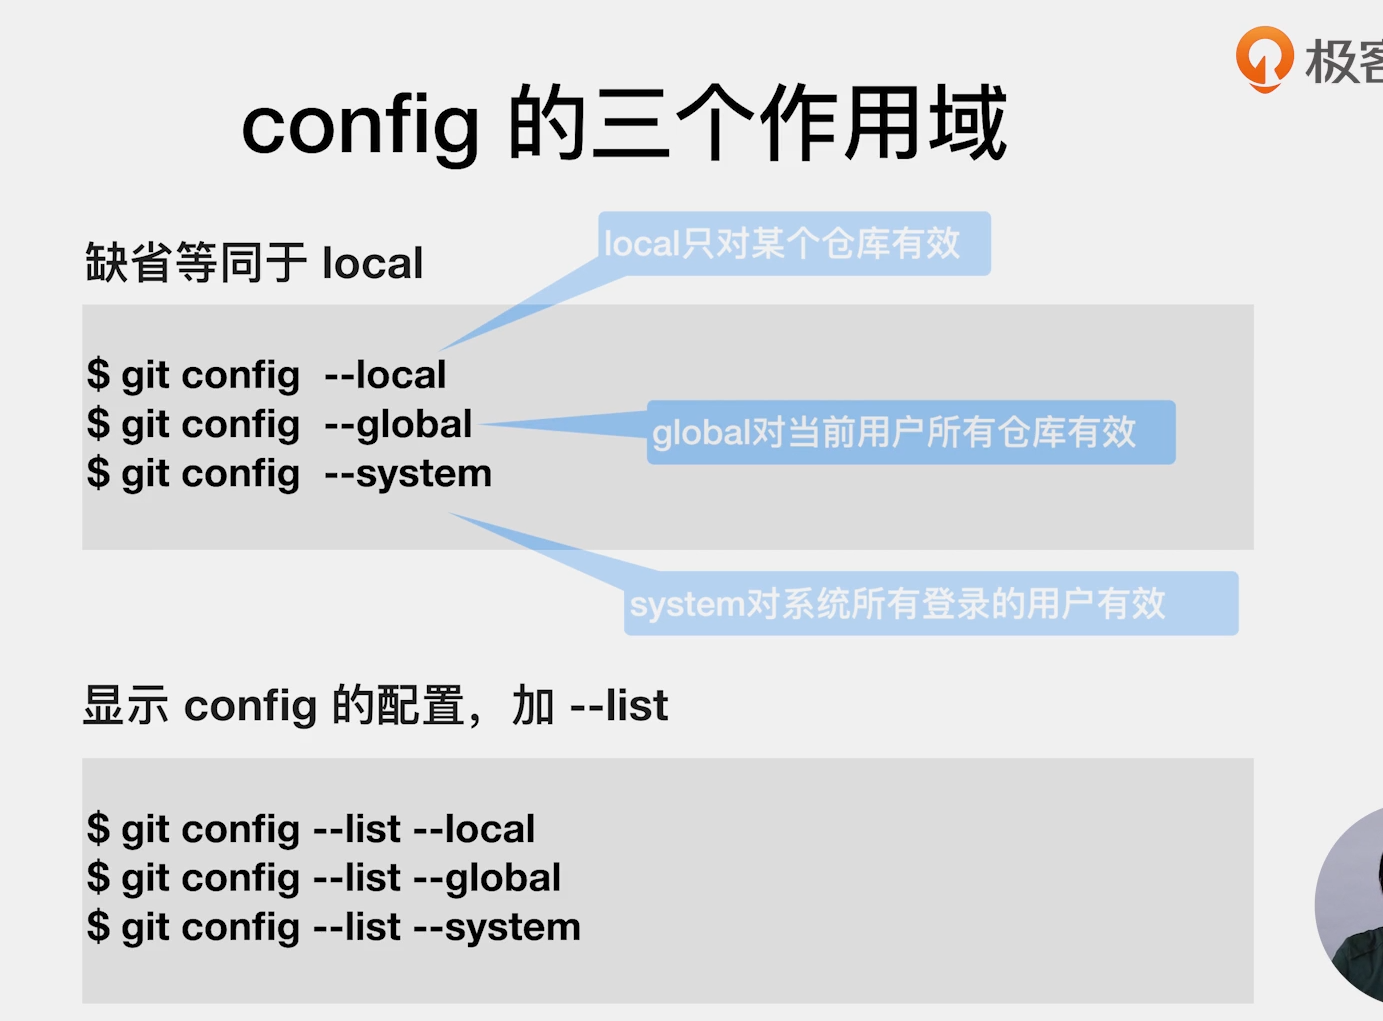 极
config 的三个作用域
缺省等同于 local
local只对某个仓库有效
$ git config --local
$ git config --global
global对当前用户所有仓库有效
$ git config --system
system对系统所有登录的用户有效
显示 config 的配置，加 --list
$ git config --list --local
$ git config --list --global
$ git config --list --system